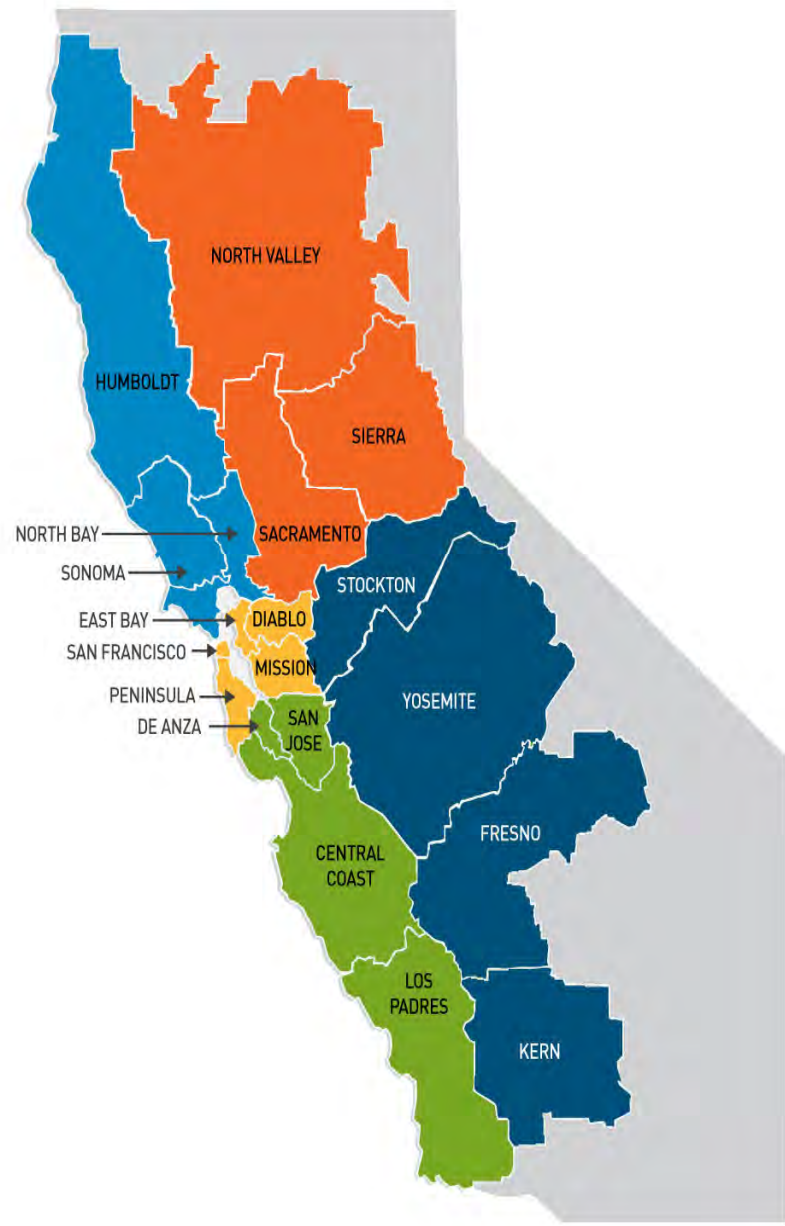 NORTH VALLEY
HUMBOLDT
SIERRA
NORTH BAY
SACRAMENTO
SONOMA
STOCKTON
EAST BAY
DIABLO
SAN FRANCISCO
MISSION
PENINSULA
YOSEMITE
DE ANZA
SAN
JOSE
FRESNO
CENTRAL
COAST
LOS
PADRES
KERN